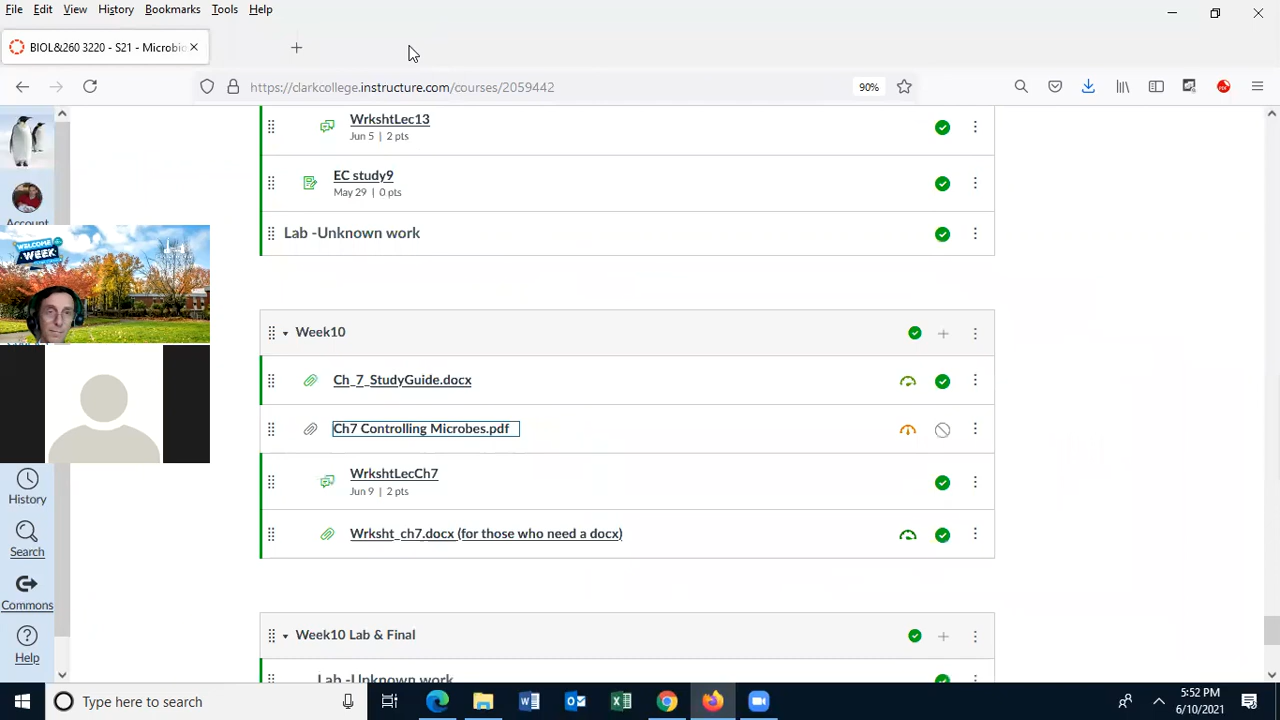 File Edit View History Bookmarks Tools Help
BIOL&260 3220 - S21 - Microbio
https://clarkcollege.instructure.com/courses/2059442
90%
WrkshtLec13
Jun 5 | 2 pts
EC study9
May 29 | 0 pts
Account
Lab -Unknown work
WELCOME
WEEK
Week10
Ch_7_StudyGuide.docx
Ch7 Controlling Microbes.pdf
WrkshtLecCh7
Jun 9 | 2 pts
History
Wrksht_ch7.docx (for those who need a docx)
Search
Commons
Week10 Lab & Final
Help
Lab -Unknown work
Type here to search
5:52 PM
6/10/2021